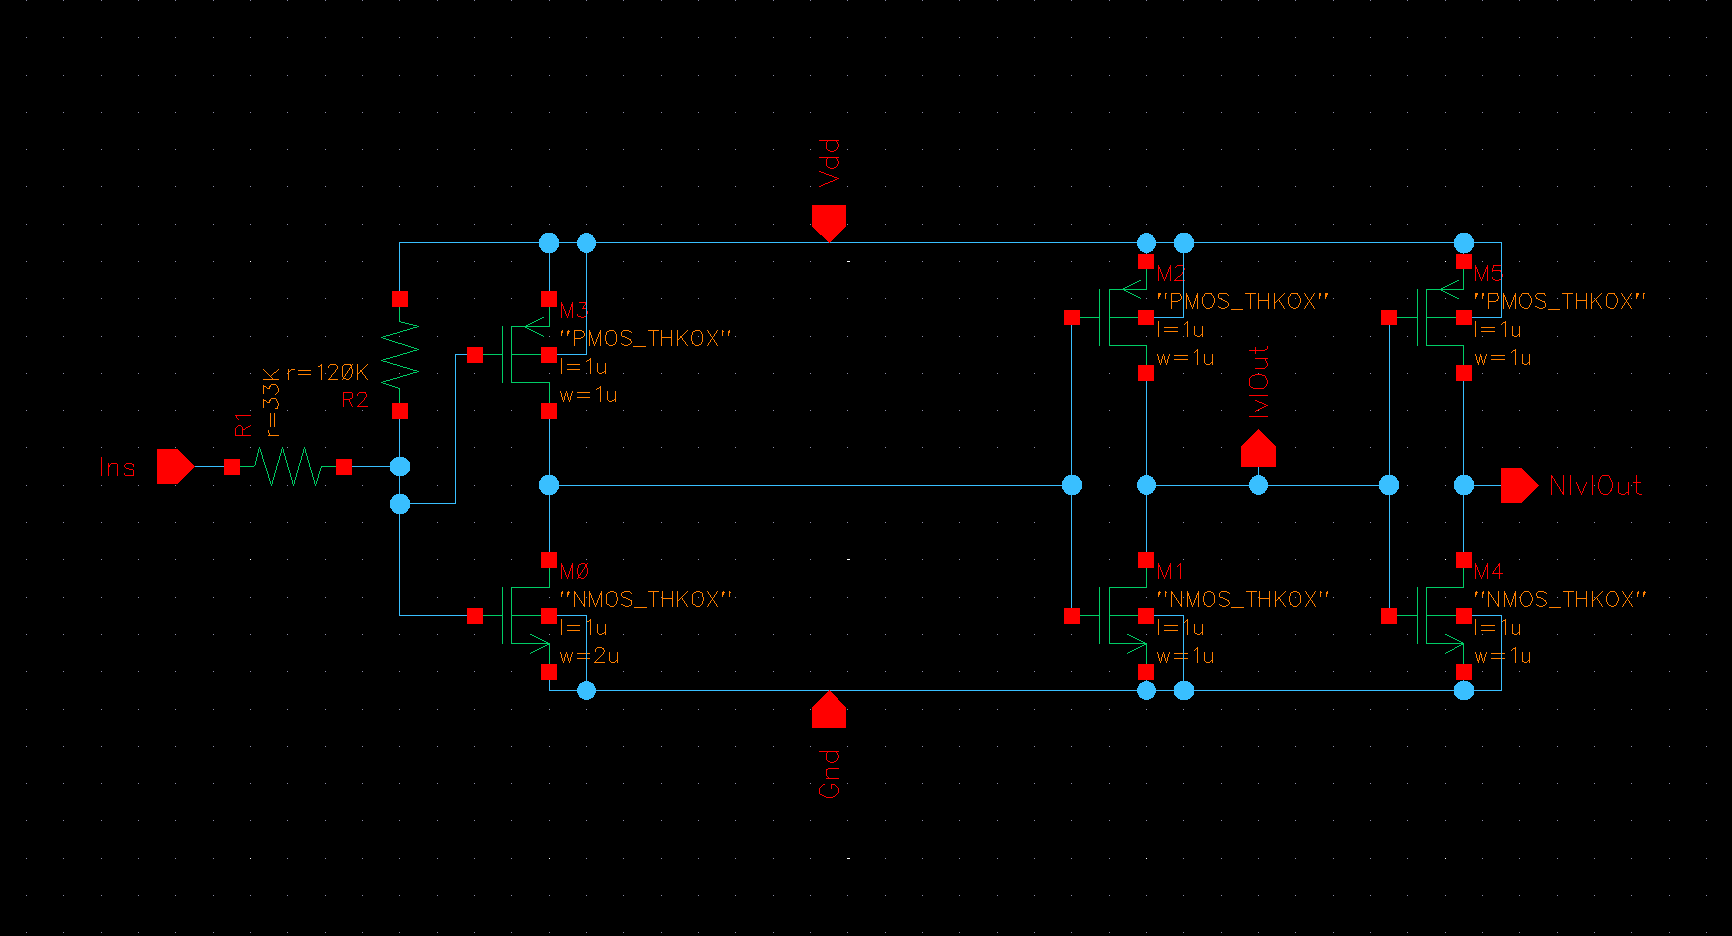 Vdd
M3
"PMOS_THKOX"
l=1u
w=1u
M2
"PMOS_THKOX"
l=1u
w=1u
M5
"PMOS_THKOX"
l=1u
w=1u
r=120K
R2
R1
r=33K
Ins
lvlOut
NlvlOut
M0
"NMOS_THKOX"
l=1u
w=2u
M1
"NMOS_THKOX"
l=1u
w=1u
M4
"NMOS_THKOX"
l=1u
w=1u
Gnd